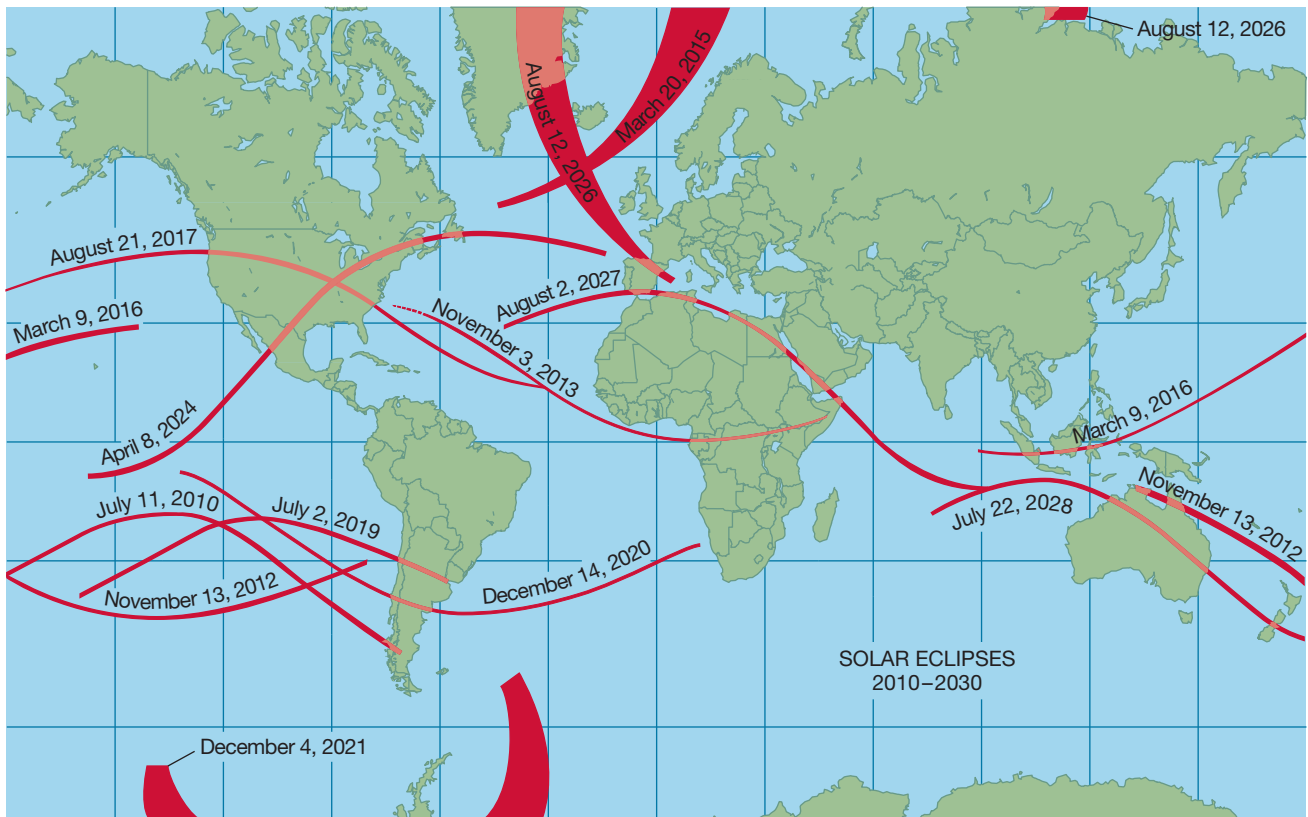 August 12, 2026
March 20, 2015
August 12, 2026
August 21, 2017
August 2, 2027
March 9, 2016
November 3, 2013
April 8, 2024
March 9, 2016
July 11, 2010
July 2, 2019
July 22, 2028
November 13, 2012
November 13, 2012
December 14, 2020
SOLAR ECLIPSES
2010–2030
December 4, 2021